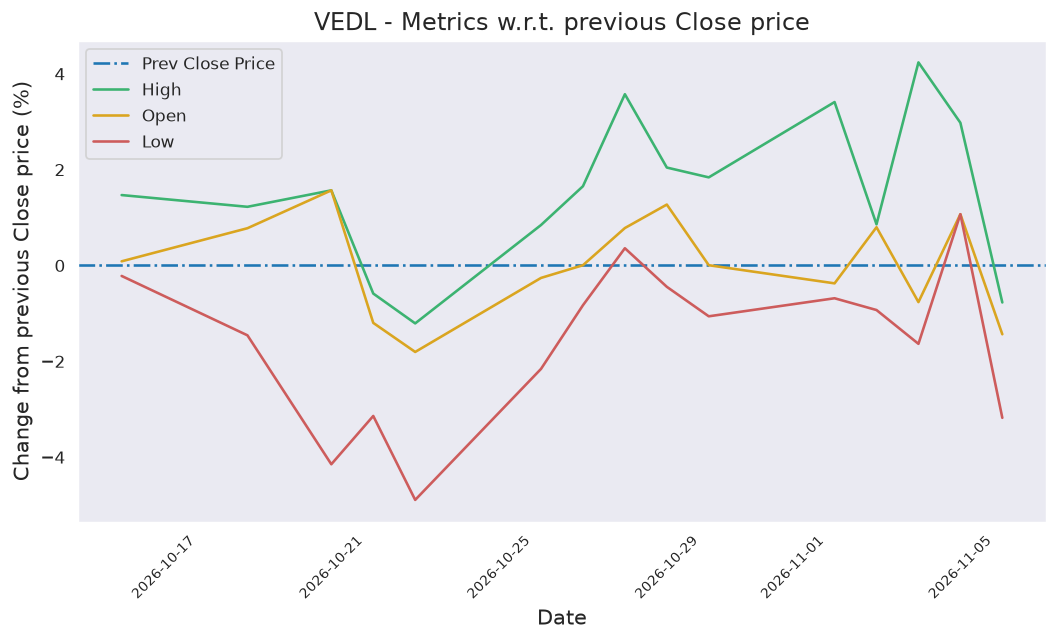 VEDL - Metrics w.r.t. previous Close price
Prev Close Price
High
Open
Low
Change from previous Close price (%)
4
2
0
−2
−4
2026-10-17
2026-10-21
2026-10-25
2026-10-29
2026-11-01
2026-11-05
Date